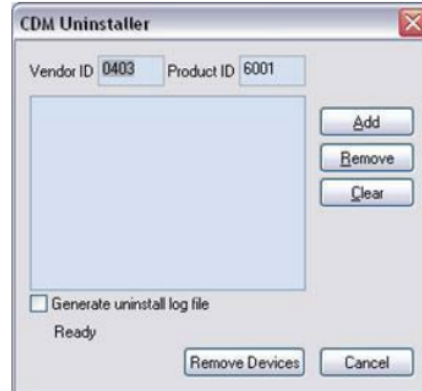 CDM Uninstaller
Vendor ID 0403 Product ID 6001
Add
Remove
Clear
Generate uninstall log file
Ready
Remove Devices Cancel